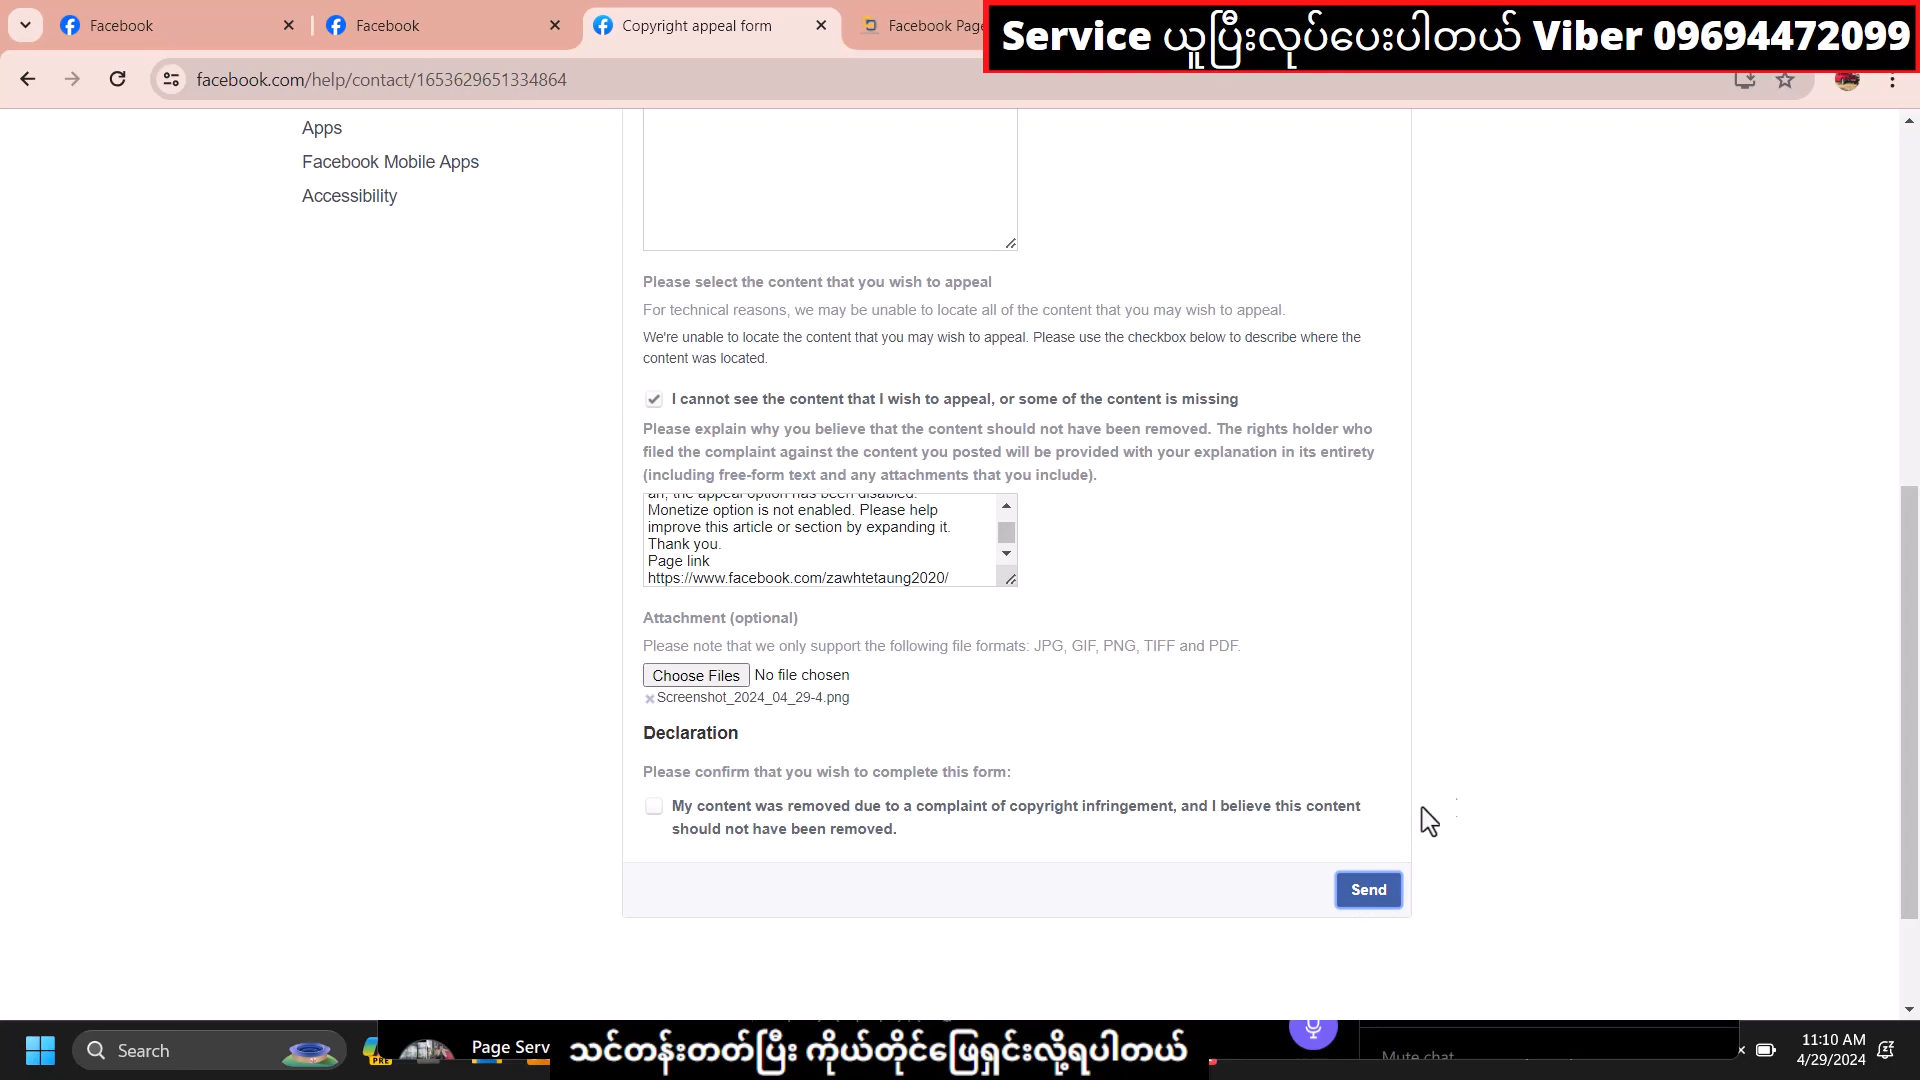 Facebook
Facebook
Copyright appeal form
Facebook Page
Service ယူပြီးလုပ်ပေးပါတယ် Viber 09694472099
facebook.com/help/contact/1653629651334864
Apps
Facebook Mobile Apps
Accessibility
Please select the content that you wish to appeal
For technical reasons, we may be unable to locate all of the content that you may wish to appeal.
We're unable to locate the content that you may wish to appeal. Please use the checkbox below to describe where the
content was located.
I cannot see the content that I wish to appeal, or some of the content is missing
Please explain why you believe that the content should not have been removed. The rights holder who
filed the complaint against the content you posted will be provided with your explanation in its entirety
(including free-form text and any attachments that you include).
all, the appeal option has been disabled.
Monetize option is not enabled. Please help
improve this article or section by expanding it.
Thank you.
Page link
https://www.facebook.com/zawhtetaung2020/
Attachment (optional)
Please note that we only support the following file formats: JPG, GIF, PNG, TIFF and PDF.
Choose Files No file chosen
Screenshot_2024_04_29-4.png
Declaration
Please confirm that you wish to complete this form:
My content was removed due to a complaint of copyright infringement, and I believe this content
should not have been removed.
Send
Search
PRE
Page Serv
သင်တန်းတတ်ပြီး ကိုယ်တိုင်ဖြေရှင်းလို့ရပါတယ်
Mute chat
11:10 AM
4/29/2024